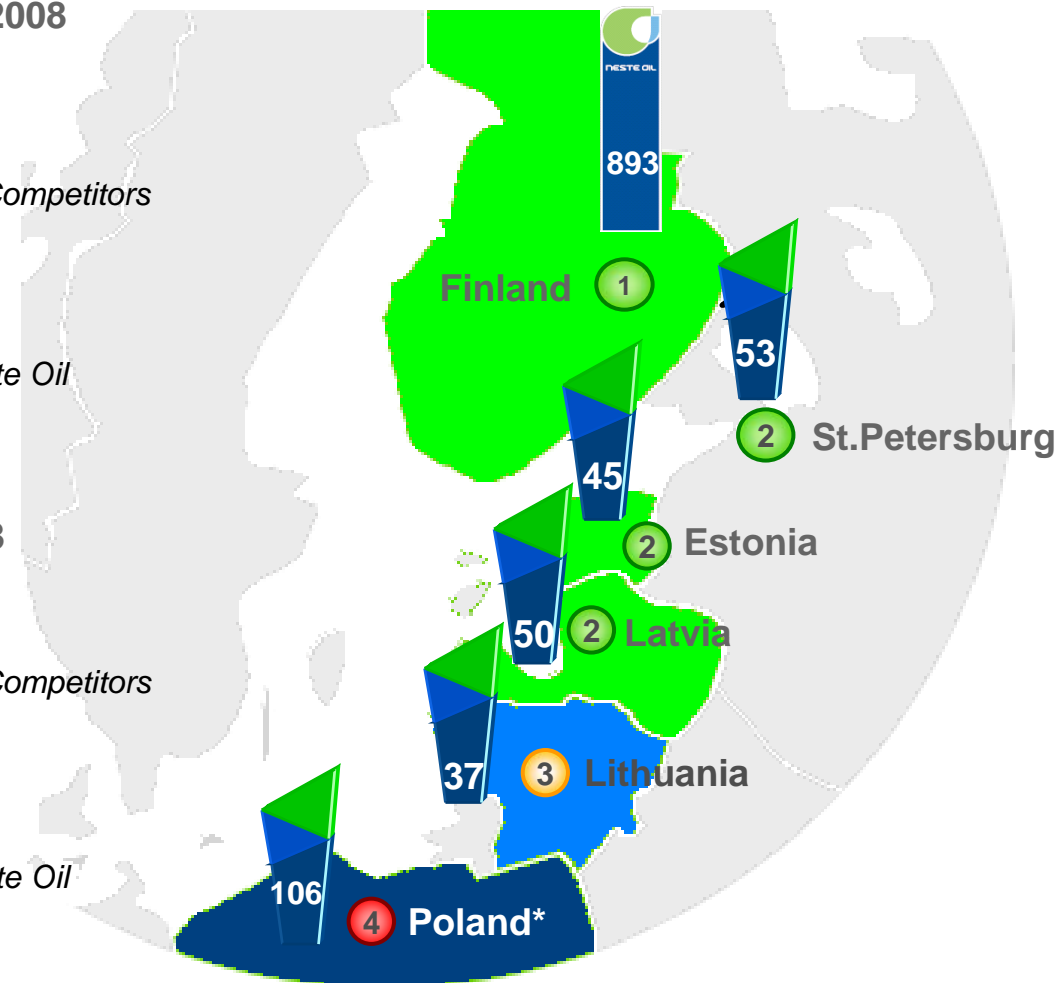 2008
NESTE OIL
893
Competitors
Finland
1
53
te Oil
2
St.Petersburg
45
3
2
Estonia
50
2
Latvia
Competitors
37
3
Lithuania
te Oil
106
4
Poland*